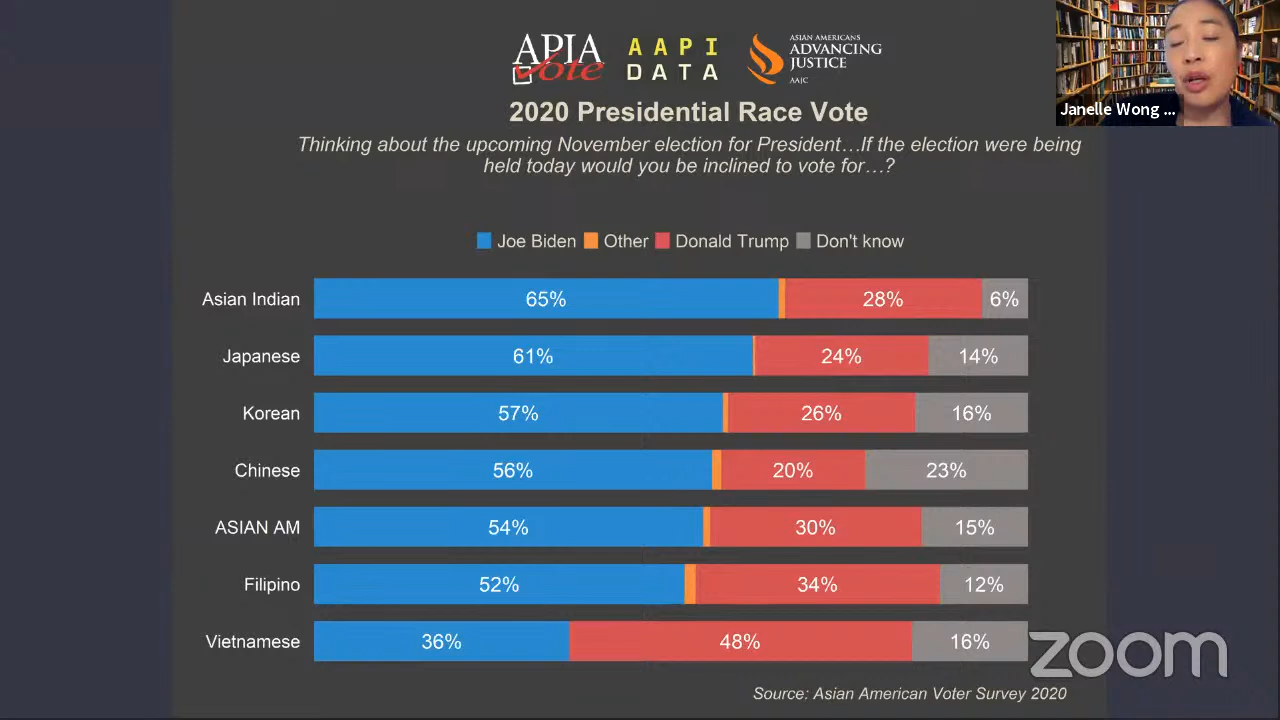 APIA
Vote
AAPI
DATA
ASIAN AMERICANS
ADVANCING
JUSTICE
AAJC
Janelle Wong ...
2020 Presidential Race Vote
Thinking about the upcoming November election for President…If the election were being
held today would you be inclined to vote for…?
Joe Biden Other Donald Trump Don't know
Asian Indian 65% 28% 6%
Japanese 61% 24% 14%
Korean 57% 26% 16%
Chinese 56% 20% 23%
ASIAN AM 54% 30% 15%
Filipino 52% 34% 12%
Vietnamese 36% 48% 16%
zoom
Source: Asian American Voter Survey 2020